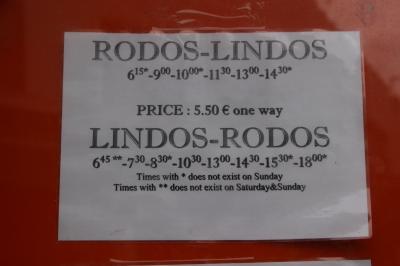 RODOS-LINDOS
6¹⁵*-9⁰⁰-10⁰⁰*-11³⁰-13⁰⁰-14³⁰*
PRICE : 5.50 € one way
LINDOS-RODOS
6⁴⁵**-7³⁰-8³⁰*-10³⁰-13⁰⁰-14³⁰-15³⁰*-18⁰⁰*
Times with * does not exist on Sunday
Times with ** does not exist on Saturday&Sunday